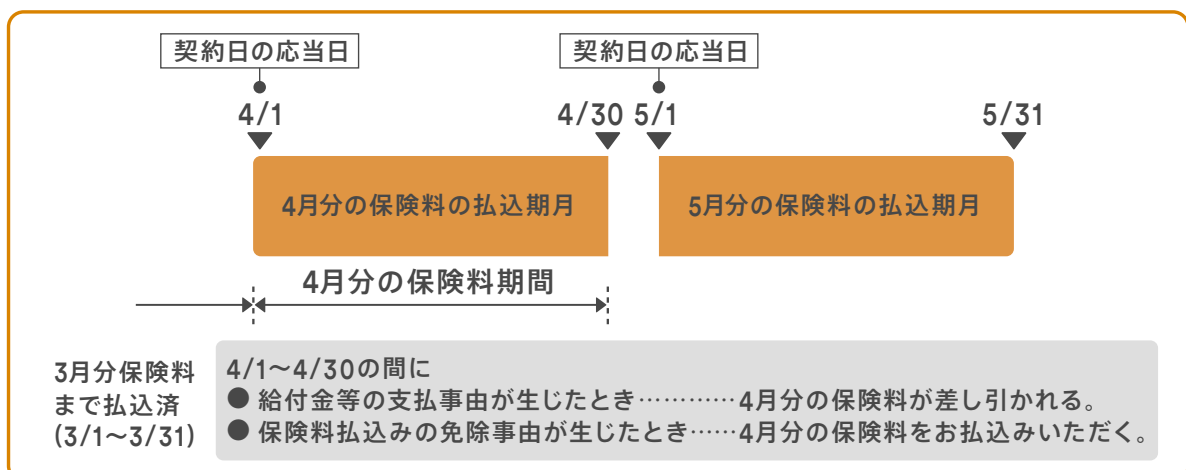 契約日の応当日 契約日の応当日
4/1 4/30 5/1 5/31
4月分の保険料の払込期月 5月分の保険料の払込期月
4月分の保険料期間
3月分保険料
まで払込済
(3/1〜3/31)
4/1〜4/30の間に
● 給付金等の支払事由が生じたとき…………4月分の保険料が差し引かれる。
● 保険料払込みの免除事由が生じたとき……4月分の保険料をお払込みいただく。